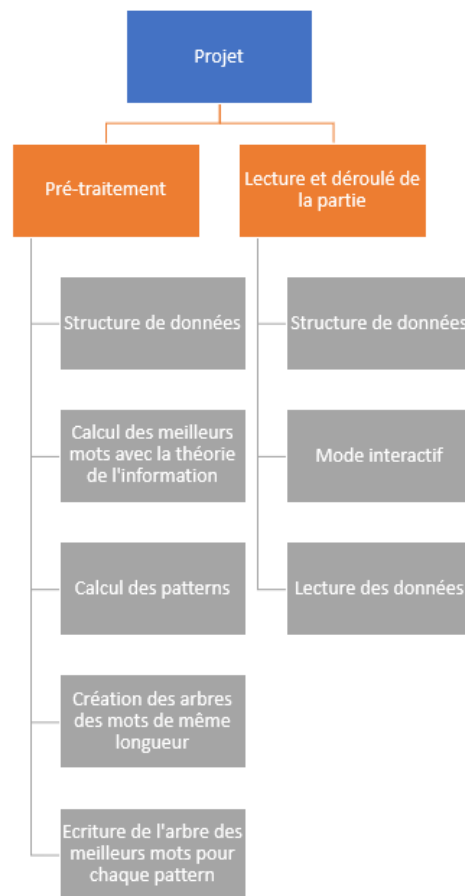 Projet
Pré-traitement
Lecture et déroulé de
la partie
Structure de données
Calcul des meilleurs
mots avec la théorie
de l'information
Calcul des patterns
Création des arbres
des mots de même
longueur
Ecriture de l'arbre des
meilleurs mots pour
chaque pattern
Structure de données
Mode interactif
Lecture des données